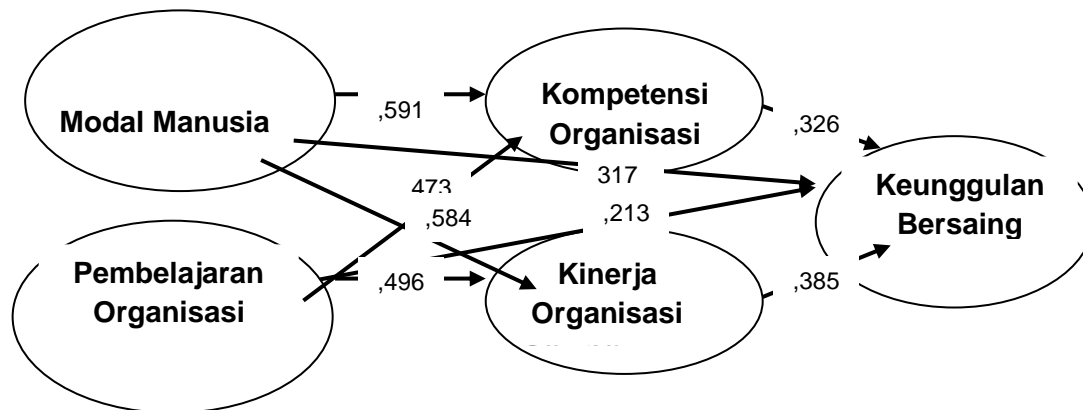 Modal Manusia
,591
Kompetensi
Organisasi
,326
473
317
Keunggulan
Bersaing
,584
,213
Pembelajaran
Organisasi
,496
Kinerja
Organisasi
,385